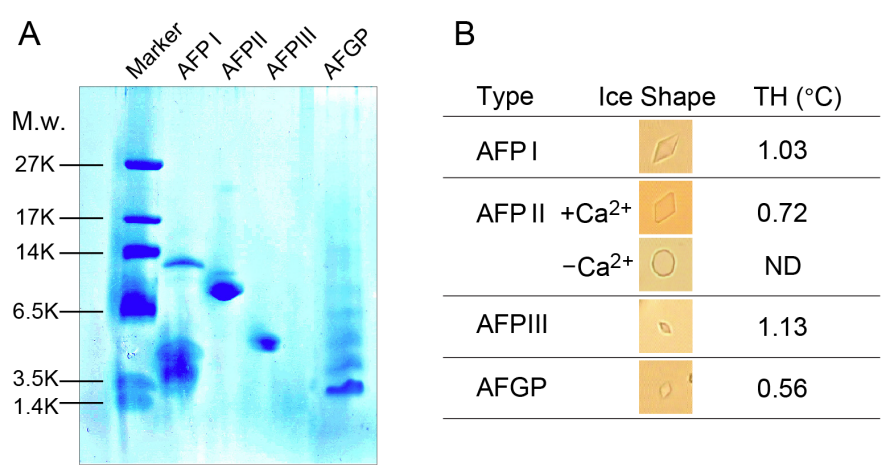 A
Marker AFP I AFPII AFPIII AFGP
M.w.
27K
17K
14K
6.5K
3.5K
1.4K
B
Type Ice Shape TH (°C)
AFP I 1.03
AFP II +Ca²⁺ 0.72
−Ca²⁺ ND
AFPIII 1.13
AFGP 0.56